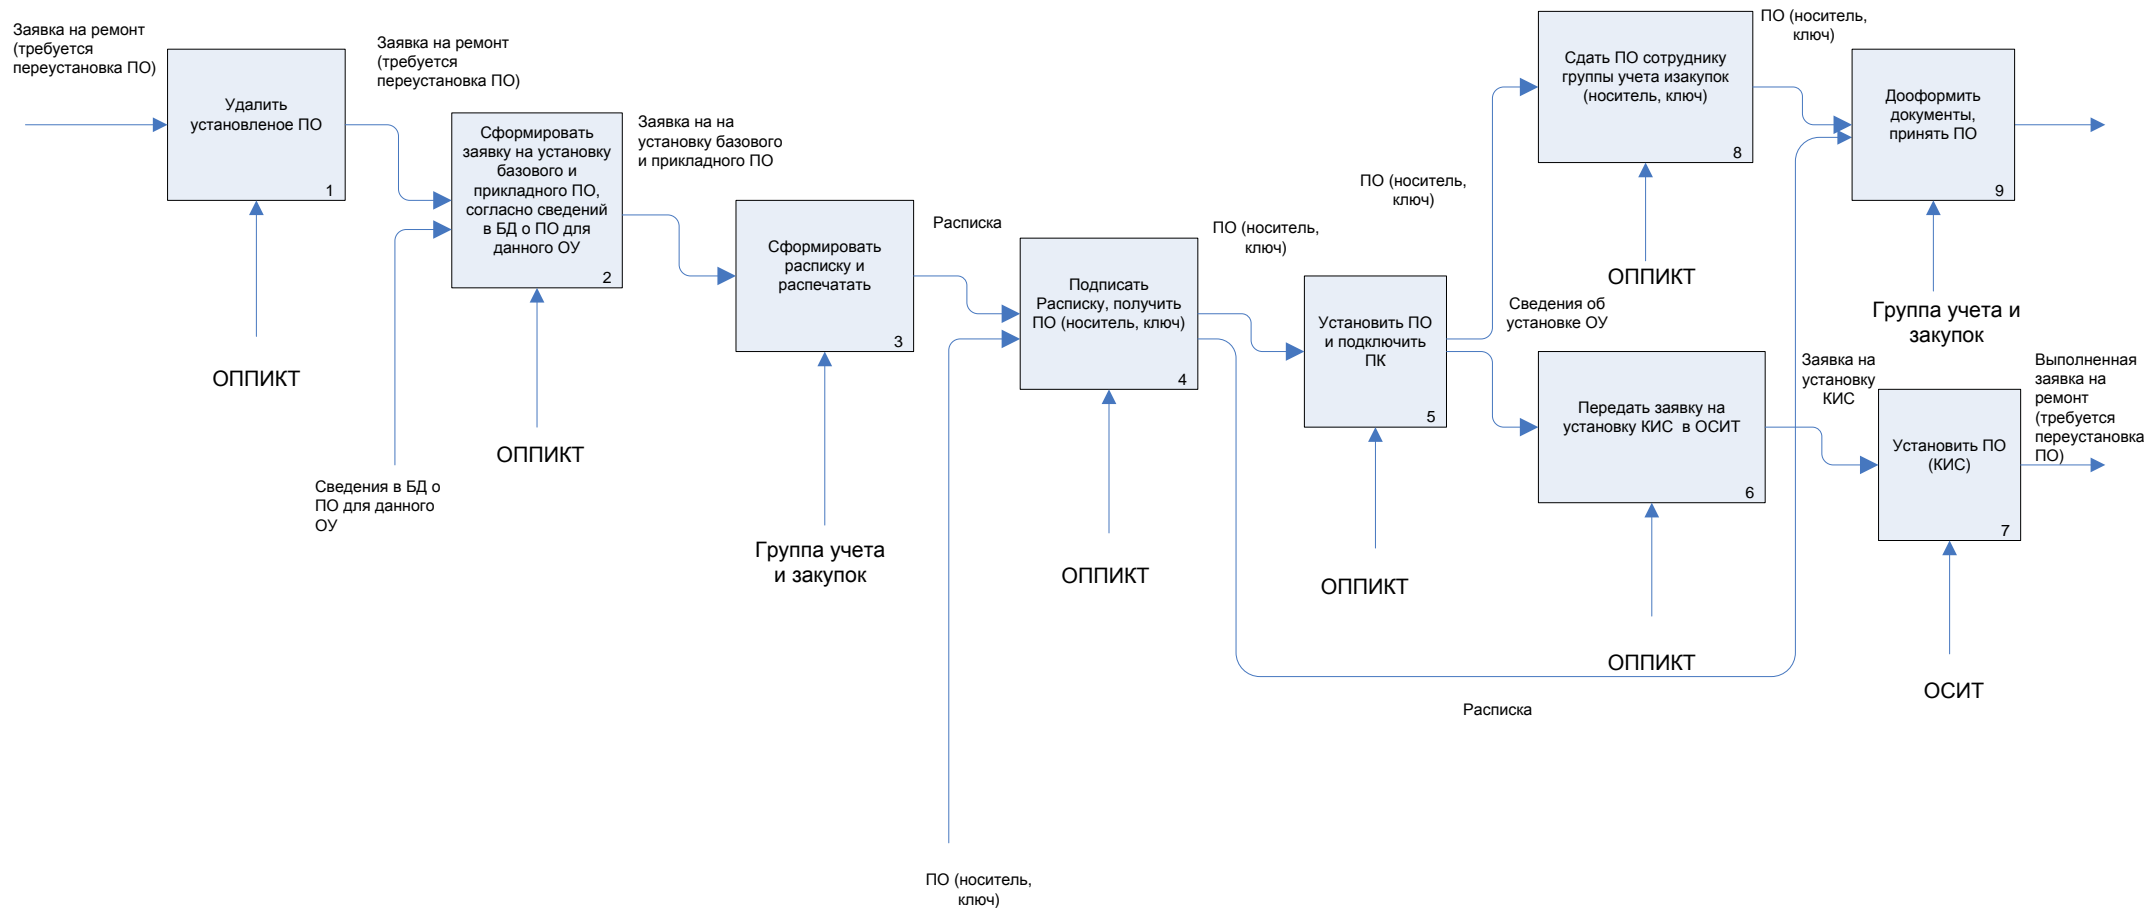 Заявка на ремонт
(требуется
переустановка ПО)
Удалить
установленое ПО
1
ОППИКТ
Заявка на ремонт
(требуется
переустановка ПО)
Сформировать
заявку на установку
базового и
прикладного ПО,
согласно сведений
в БД о ПО для
данного ОУ
2
ОППИКТ
Сведения в БД о
ПО для данного
ОУ
Заявка на на
установку базового
и прикладного ПО
Сформировать
расписку и
распечатать
3
Группа учета
и закупок
Расписка
Подписать
Расписку, получить
ПО (носитель, ключ)
4
ОППИКТ
ПО (носитель,
ключ)
ПО (носитель,
ключ)
Установить ПО
и подключить
ПК
5
ОППИКТ
ПО (носитель,
ключ)
Сдать ПО сотруднику
группы учета изакупок
(носитель, ключ)
8
ОППИКТ
Сведения об
установке ОУ
Передать заявку на
установку КИС  в ОСИТ
6
ОППИКТ
Расписка
ПО (носитель,
ключ)
Дооформить
документы,
принять ПО
9
Группа учета и
закупок
Заявка на
установку
КИС
Установить ПО
(КИС)
7
ОСИТ
Выполненная
заявка на
ремонт
(требуется
переустановка
ПО)